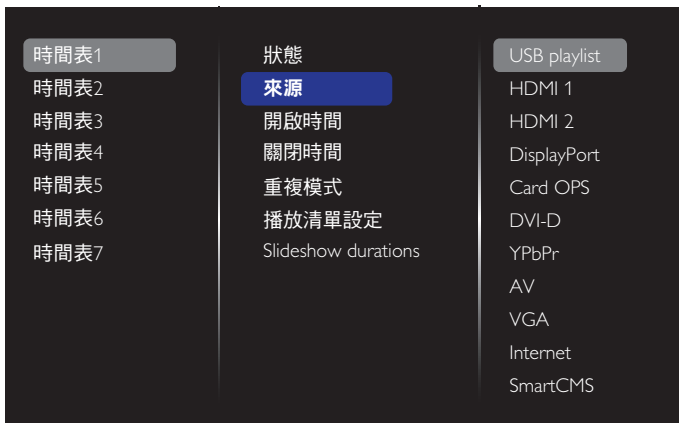 時間表1
時間表2
時間表3
時間表4
時間表5
時間表6
時間表7
狀態
來源
開啟時間
關閉時間
重複模式
播放清單設定
Slideshow durations
USB playlist
HDMI 1
HDMI 2
DisplayPort
Card OPS
DVI-D
YPbPr
AV
VGA
Internet
SmartCMS